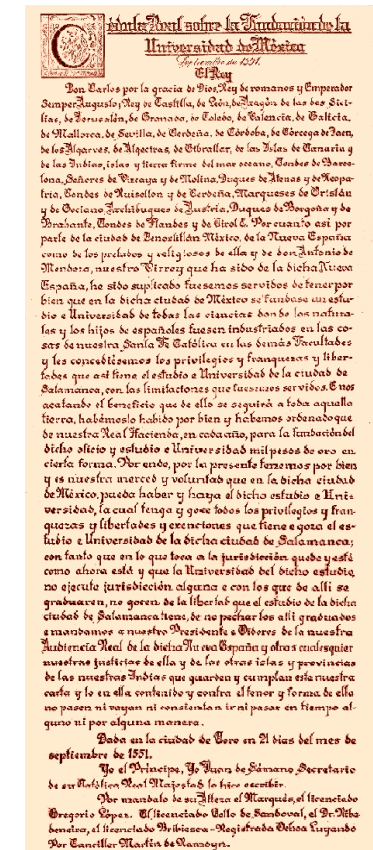 Cédula Real sobre la Fundación de la
Universidad de México
Septiembre de 1551.
El Rey
Don Carlos por la gracia de Dios, Rey de romanos y Emperador
Semper Augusto; Rey de Castilla, de León, de Aragón de las dos Sici-
lias, de Jerusalén, de Granada, de Toledo, de Valencia, de Galicia,
de Mallorca, de Sevilla, de Cerdeña, de Córdoba, de Córcega de Jaen,
de los Algarves, de Algeciras, de Gibraltar, de las Islas de Canaria y
de las Indias, islas y tierra firme del mar oceano, Condes de Barce-
lona, Señores de Vizcaya y de Molina, Duques de Atenas y de Neopa-
tria, Condes de Ruisellon y de Cerdeña, Marqueses de Oristán
y de Gociano, Archiduques de Austria, Duques de Borgoña y de
Brabante, Condes de Flandes y de Tirol &. Por cuanto asi por
parte de la ciudad de Tenoxtitlán México, de la Nueva España
como de los prelados y religiosos de ella y de don Antonio de
Mendoza, nuestro Virrey que ha sido de la dicha Nueva
España, he sido suplicado fuesemos servidos de tener por
bien que en la dicha ciudad de México se fundase un estu-
dio e Universidad de todas las ciencias donde los natura-
les y los hijos de españoles fuesen industriados en las co-
sas de nuestra Santa Fé Católica en las demás Facultades
y les concediésemos los privilegios y franquezas y liber-
tades que asi tiene el estudio e Universidad de la ciudad de
Salamanca, con las limitaciones que fuesemos servidos. E nos
acatando el beneficio que de ello se seguirá a toda aquella
tierra, habémoslo habido por bien y habemos ordenado que
de nuestra Real Hacienda, en cada año, para la fundación del
dicho oficio y estudio e Universidad mil pesos de oro en
cierta forma. Por ende, por la presente tenemos por bien
y es nuestra merced y voluntad que en la dicha ciudad
de México, pueda haber y haya el dicho estudio e Uni-
versidad, la cual tenga y goce todos los privilegios y fran-
quezas y libertades y exenciones que tiene e goza el es-
tudio e Universidad de la dicha ciudad de Salamanca;
con tanto que en lo que toca a la jurisdicción quede y esté
como ahora está y que la Universidad del dicho estudio
no ejecute jurisdicción alguna e con los que de alli se
graduaren, no gocen de la libertad que el estudio de la dicha
ciudad de Salamanca tiene, de no pechar los alli graduados
e mandamos a nuestro Presidente e Oidores de la nuestra
Audiencia Real de la dicha Nueva España y otras cualesquier
nuestras justicias de ella y de las otras islas y provincias
de las nuestras Indias que guarden y cumplan esta nuestra
carta y lo en ella contenido y contra el tenor y forma de ello
no pasen ni vayan ni consientan ir ni pasar en tiempo al-
guno ni por alguna manera.
Dada en la ciudad de Toro en 21 dias del mes de
septiembre de 1551.
Yo el Principe, Yo Juan de Sámano, Secretario
de su Católica Real Majestad la hice escribir.
Por mandato de su Alteza el Marqués, el licenciado
Gregorio López. El licenciado Tello de Sandoval, el Dr. Riba
deneira, el licenciado Bribiesca-Registrada Ochoa Luyando
Por Canciller Martin de